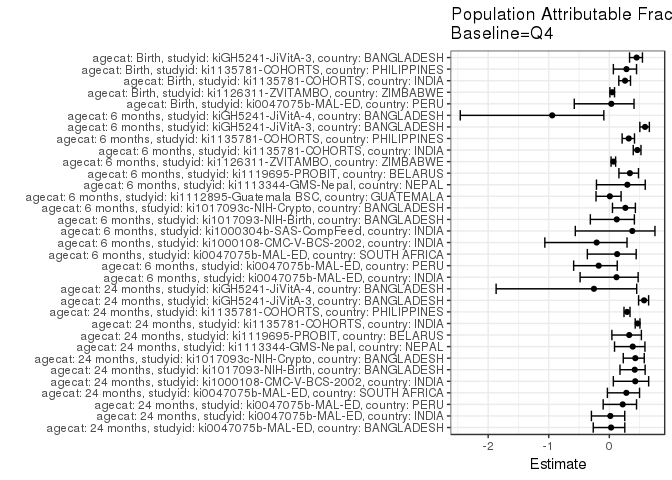 Population Attributable Frac
Baseline=Q4
agecat: Birth, studyid: kiGH5241-JiVitA-3, country: BANGLADESH
agecat: Birth, studyid: ki1135781-COHORTS, country: PHILIPPINES
agecat: Birth, studyid: ki1135781-COHORTS, country: INDIA
agecat: Birth, studyid: ki1126311-ZVITAMBO, country: ZIMBABWE
agecat: Birth, studyid: ki0047075b-MAL-ED, country: PERU
agecat: 6 months, studyid: kiGH5241-JiVitA-4, country: BANGLADESH
agecat: 6 months, studyid: kiGH5241-JiVitA-3, country: BANGLADESH
agecat: 6 months, studyid: ki1135781-COHORTS, country: PHILIPPINES
agecat: 6 months, studyid: ki1135781-COHORTS, country: INDIA
agecat: 6 months, studyid: ki1126311-ZVITAMBO, country: ZIMBABWE
agecat: 6 months, studyid: ki1119695-PROBIT, country: BELARUS
agecat: 6 months, studyid: ki1113344-GMS-Nepal, country: NEPAL
agecat: 6 months, studyid: ki1112895-Guatemala BSC, country: GUATEMALA
agecat: 6 months, studyid: ki1017093c-NIH-Crypto, country: BANGLADESH
agecat: 6 months, studyid: ki1017093-NIH-Birth, country: BANGLADESH
agecat: 6 months, studyid: ki1000304b-SAS-CompFeed, country: INDIA
agecat: 6 months, studyid: ki1000108-CMC-V-BCS-2002, country: INDIA
agecat: 6 months, studyid: ki0047075b-MAL-ED, country: SOUTH AFRICA
agecat: 6 months, studyid: ki0047075b-MAL-ED, country: PERU
agecat: 6 months, studyid: ki0047075b-MAL-ED, country: INDIA
agecat: 24 months, studyid: kiGH5241-JiVitA-4, country: BANGLADESH
agecat: 24 months, studyid: kiGH5241-JiVitA-3, country: BANGLADESH
agecat: 24 months, studyid: ki1135781-COHORTS, country: PHILIPPINES
agecat: 24 months, studyid: ki1135781-COHORTS, country: INDIA
agecat: 24 months, studyid: ki1119695-PROBIT, country: BELARUS
agecat: 24 months, studyid: ki1113344-GMS-Nepal, country: NEPAL
agecat: 24 months, studyid: ki1017093c-NIH-Crypto, country: BANGLADESH
agecat: 24 months, studyid: ki1017093-NIH-Birth, country: BANGLADESH
agecat: 24 months, studyid: ki1000108-CMC-V-BCS-2002, country: INDIA
agecat: 24 months, studyid: ki0047075b-MAL-ED, country: SOUTH AFRICA
agecat: 24 months, studyid: ki0047075b-MAL-ED, country: PERU
agecat: 24 months, studyid: ki0047075b-MAL-ED, country: INDIA
agecat: 24 months, studyid: ki0047075b-MAL-ED, country: BANGLADESH
-2 -1 0
Estimate